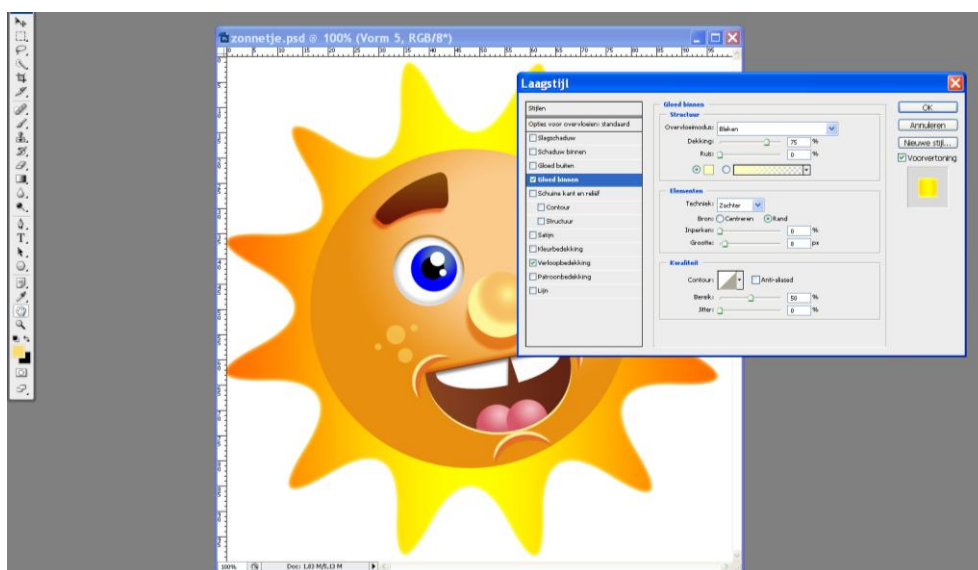 zonnetje.psd @ 100% (Vorm 5, RGB/8*)
Laagstijl
Stijlen
Opties voor overvloeien: standaard
Slagschaduw
Schaduw binnen
Gloed buiten
Gloed binnen
Schuine kant en reliëf
Contour
Structuur
Satijn
Kleurbedekking
Verloopbedekking
Patroonbedekking
Lijn
Gloed binnen
Structuur
Overvloeimodus: Bleken
Dekking: 75 %
Ruis: 0 %
Elementen
Techniek: Zachter
Bron: Centreren Rand
Inperken: 0 %
Grootte: 0 px
Kwaliteit
Contour: Anti-aliased
Bereik: 50 %
Jitter: 0 %
OK
Annuleren
Nieuwe stijl...
Voorvertoning
100% Doc: 1,03 M/5,13 M